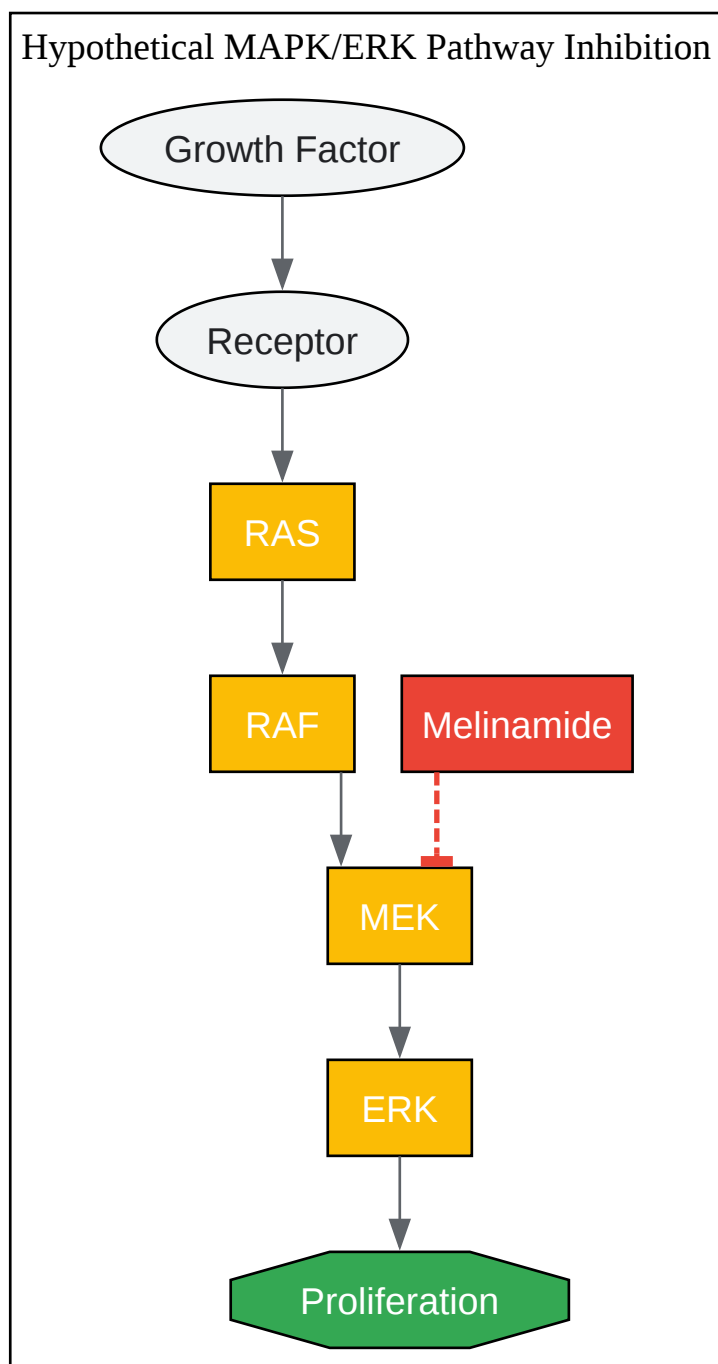 Hypothetical MAPK/ERK Pathway Inhibition
Growth Factor
Receptor
RAS
RAF
Melinamide
MEK
ERK
Proliferation